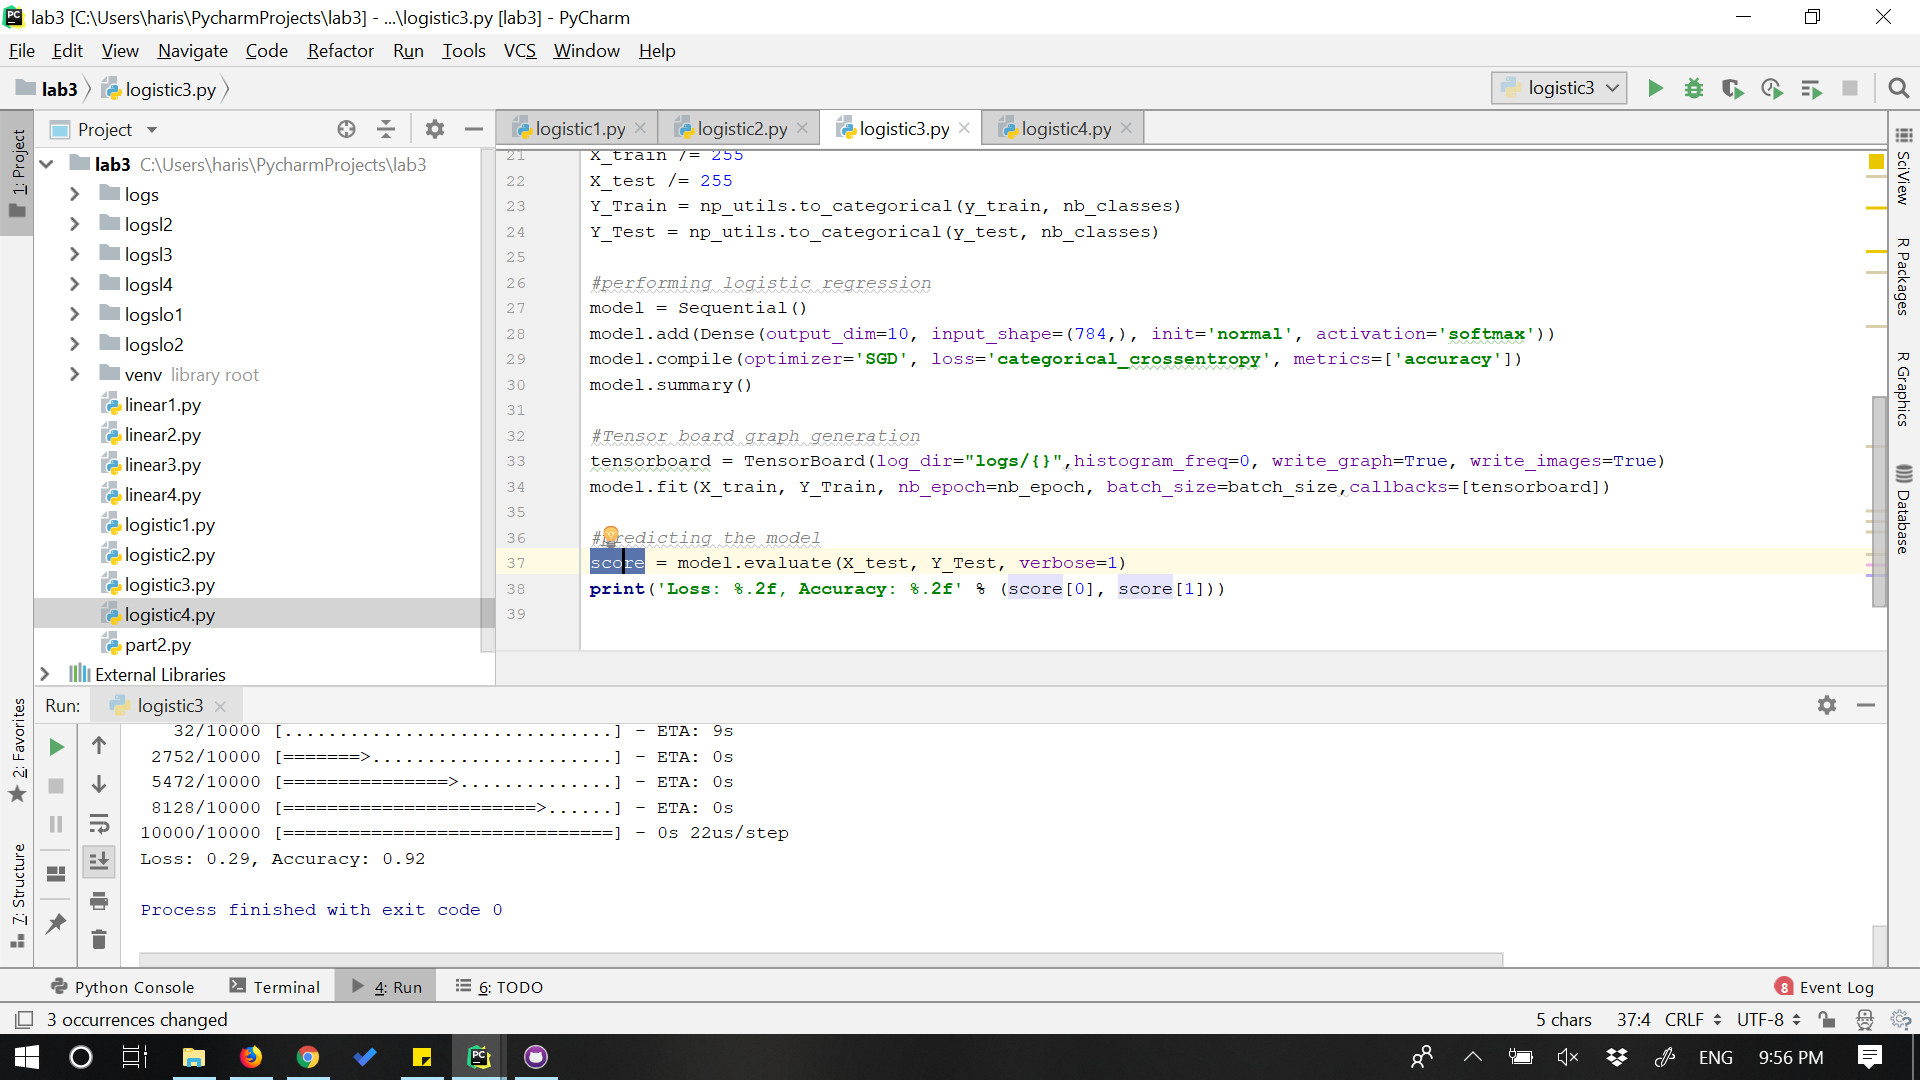 lab3 [C:\Users\haris\PycharmProjects\lab3] - ...\logistic3.py [lab3] - PyCharm
File Edit View Navigate Code Refactor Run Tools VCS Window Help
lab3 logistic3.py
logistic3
1: Project
Project
logistic1.py logistic2.py logistic3.py logistic4.py
lab3 C:\Users\haris\PycharmProjects\lab3
logs
logsl2
logsl3
logsl4
logslo1
logslo2
venv library root
linear1.py
linear2.py
linear3.py
linear4.py
logistic1.py
logistic2.py
logistic3.py
logistic4.py
part2.py
External Libraries
21 X_train /= 255
22 X_test /= 255
23 Y_Train = np_utils.to_categorical(y_train, nb_classes)
24 Y_Test = np_utils.to_categorical(y_test, nb_classes)
25
26 #performing logistic regression
27 model = Sequential()
28 model.add(Dense(output_dim=10, input_shape=(784,), init='normal', activation='softmax'))
29 model.compile(optimizer='SGD', loss='categorical_crossentropy', metrics=['accuracy'])
30 model.summary()
31
32 #Tensor board graph generation
33 tensorboard = TensorBoard(log_dir="logs/{}",histogram_freq=0, write_graph=True, write_images=True)
34 model.fit(X_train, Y_Train, nb_epoch=nb_epoch, batch_size=batch_size,callbacks=[tensorboard])
35
36 #predicting the model
37 score = model.evaluate(X_test, Y_Test, verbose=1)
38 print('Loss: %.2f, Accuracy: %.2f' % (score[0], score[1]))
39
SciView
R Packages
R Graphics
Database
2: Favorites
7: Structure
Run: logistic3
32/10000 [..............................] - ETA: 9s
2752/10000 [=======>......................] - ETA: 0s
5472/10000 [===============>..............] - ETA: 0s
8128/10000 [=======================>......] - ETA: 0s
10000/10000 [==============================] - 0s 22us/step
Loss: 0.29, Accuracy: 0.92
Process finished with exit code 0
Python Console Terminal 4: Run 6: TODO 8 Event Log
3 occurrences changed 5 chars 37:4 CRLF UTF-8
PC ENG 9:56 PM